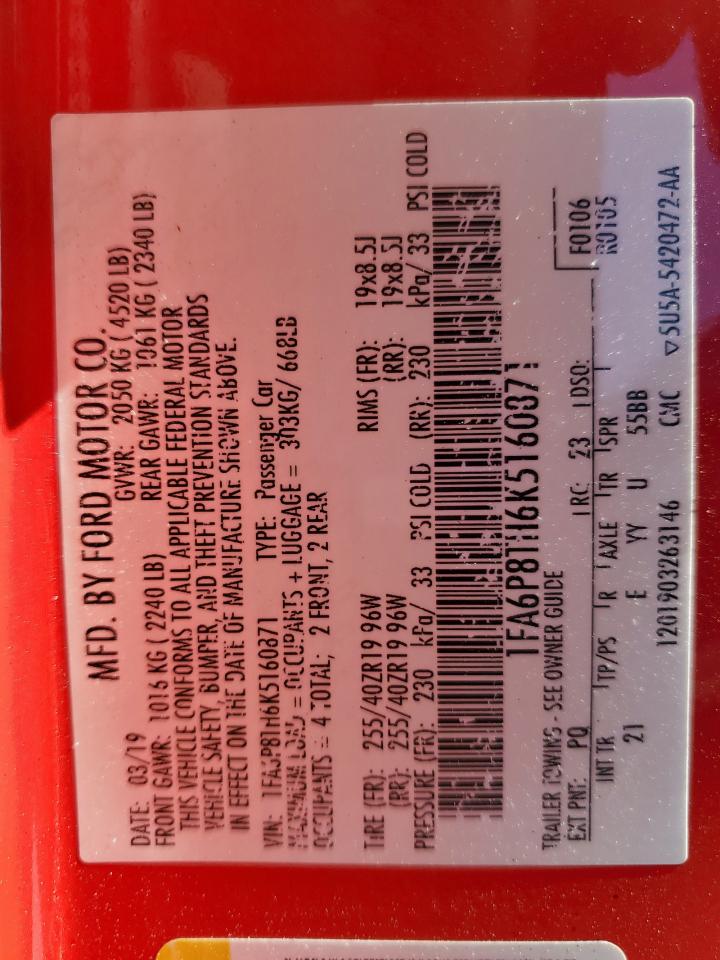 MFD. BY FORD MOTOR CO.
DATE: 03/19 GVWR: 2050 KG ( 4520 LB)
FRONT GAWR: 1016 KG ( 2240 LB) REAR GAWR: 1061 KG ( 2340 LB)
THIS VEHICLE CONFORMS TO ALL APPLICABLE FEDERAL MOTOR
VEHICLE SAFETY, BUMPER, AND THEFT PREVENTION STANDARDS
IN EFFECT ON THE DATE OF MANUFACTURE SHOWN ABOVE.
VIN: 1FA6P8TH6K5160871 TYPE: Passenger Car
MAXIMUM LOAD = OCCUPANTS + LUGGAGE = 303KG/ 668LB
OCCUPANTS = 4 TOTAL; 2 FRONT, 2 REAR
TIRE (FR): 255/40ZR19 96W RIMS (FR): 19x8.5J
(RR): 255/40ZR19 96W (RR): 19x8.5J
PRESSURE (FR): 230 kPa/ 33 PSI COLD (RR): 230 kPa/ 33 PSI COLD
1FA6P8TH6K5160871
TRAILER TOWING - SEE OWNER GUIDE
EXT PNT: PQ RC: 23 DSO: F0106
R0105
INT TR TP/PS R AXLE TR SPR
21 E YY U 55BB
1201903263146 CMC ▽5U5A-5420472-AA